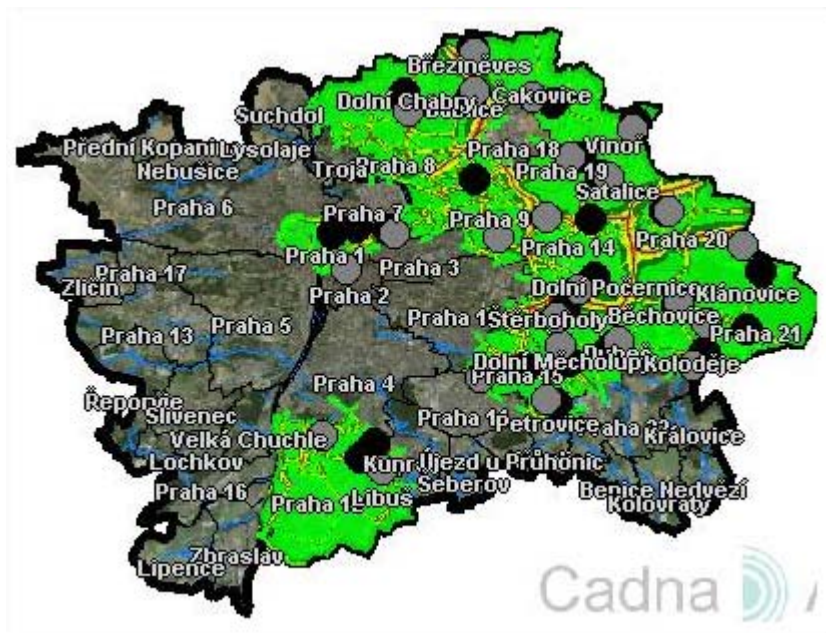 Březiněves
Dolní Chabry
Čakovice
Suchdol
Přední Kopani
Lysolaje
Praha 8
Praha 18
Vinoř
Nebušice
Troja
Praha 19
Satalice
Praha 6
Praha 7
Praha 9
Praha 20
Praha 14
Praha 1
Praha 3
Praha 17
Zličín
Praha 2
Dolní Počernice
Klánovice
Praha 13
Praha 5
Štěrboholy
Běchovice
Praha 21
Dolní Měcholup
Koloděje
Praha 4
Praha 15
Řeporyje
Slivenec
Petrovice
Velká Chuchle
Královice
Lochkov
Kunr
Újezd u Průhonic
Šeberov
Praha 16
Libuš
Benice
Nedvězí
Kolovraty
Zbraslav
Lipence
Cadna